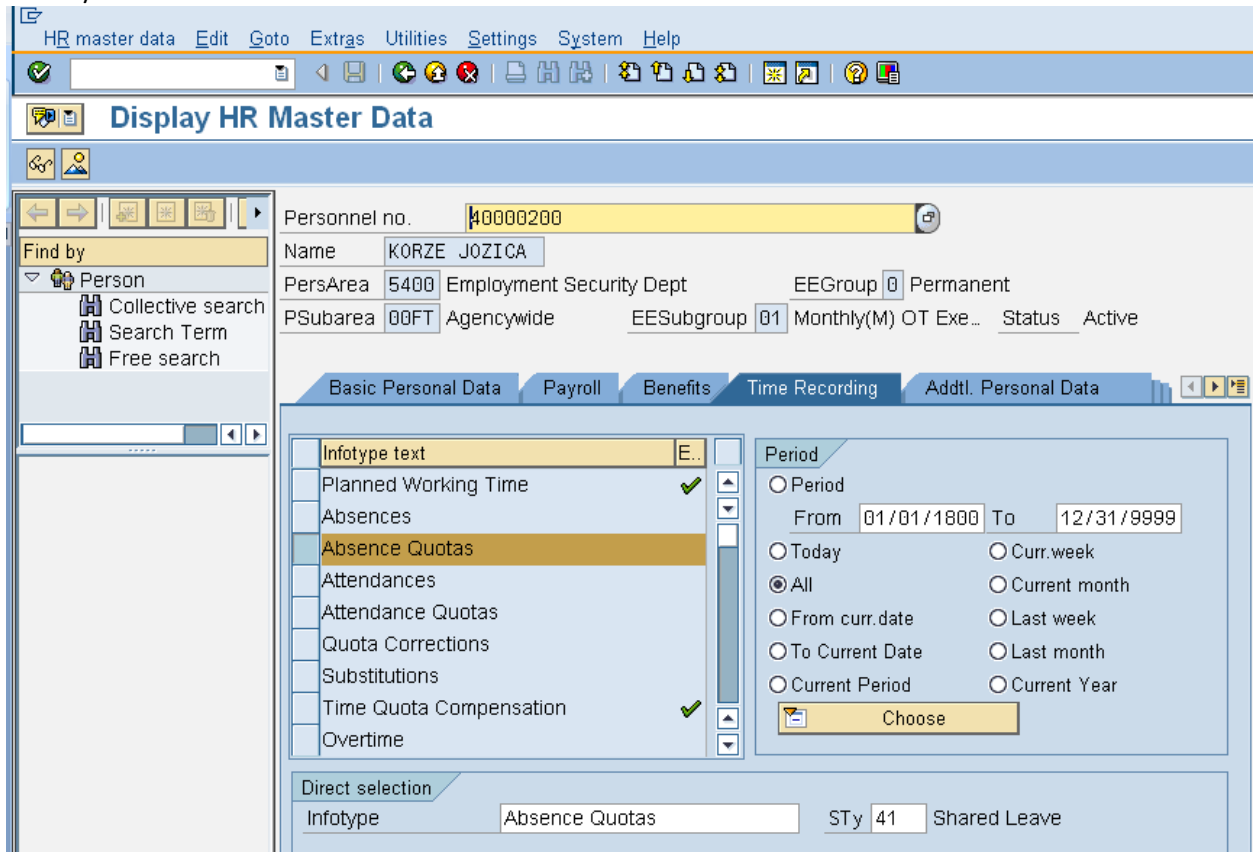 HR master data Edit Goto Extras Utilities Settings System Help
Display HR Master Data
Personnel no. 40000200
Find by
Name KORZE JOZICA
Person
PersArea 5400 Employment Security Dept EEGroup 0 Permanent
Collective search
PSubarea 00FT Agencywide EESubgroup 01 Monthly(M) OT Exe... Status Active
Search Term
Free search
Basic Personal Data Payroll Benefits Time Recording Addtl. Personal Data
Infotype text E..
Planned Working Time
Absences
Absence Quotas
Attendances
Attendance Quotas
Quota Corrections
Substitutions
Time Quota Compensation
Overtime
Period
Period
From 01/01/1800 To 12/31/9999
Today Curr.week
All Current month
From curr.date Last week
To Current Date Last month
Current Period Current Year
Choose
Direct selection
Infotype Absence Quotas STy 41 Shared Leave